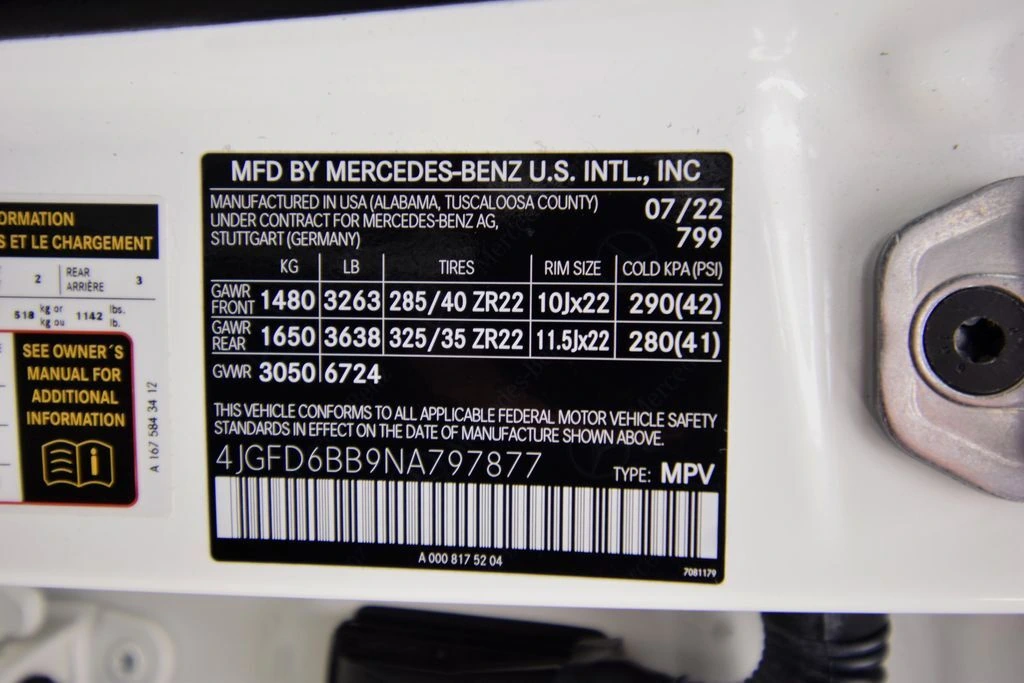 MFD BY MERCEDES-BENZ U.S. INTL., INC
MANUFACTURED IN USA (ALABAMA, TUSCALOOSA COUNTY)
UNDER CONTRACT FOR MERCEDES-BENZ AG,
STUTTGART (GERMANY)
07/22
799
KG LB TIRES RIM SIZE COLD KPA (PSI)
GAWR FRONT 1480 3263 285/40 ZR22 10Jx22 290(42)
GAWR REAR 1650 3638 325/35 ZR22 11.5Jx22 280(41)
GVWR 3050 6724
THIS VEHICLE CONFORMS TO ALL APPLICABLE FEDERAL MOTOR VEHICLE SAFETY
STANDARDS IN EFFECT ON THE DATE OF MANUFACTURE SHOWN ABOVE.
4JGFD6BB9NA797877 TYPE: MPV
A 000 817 52 04
7081179
ET LE CHARGEMENT
2 REAR ARRIÈRE 3
518 kg or kg ou 1142 lbs. lb.
SEE OWNER´S
MANUAL FOR
ADDITIONAL
INFORMATION
A 167 584 34 12